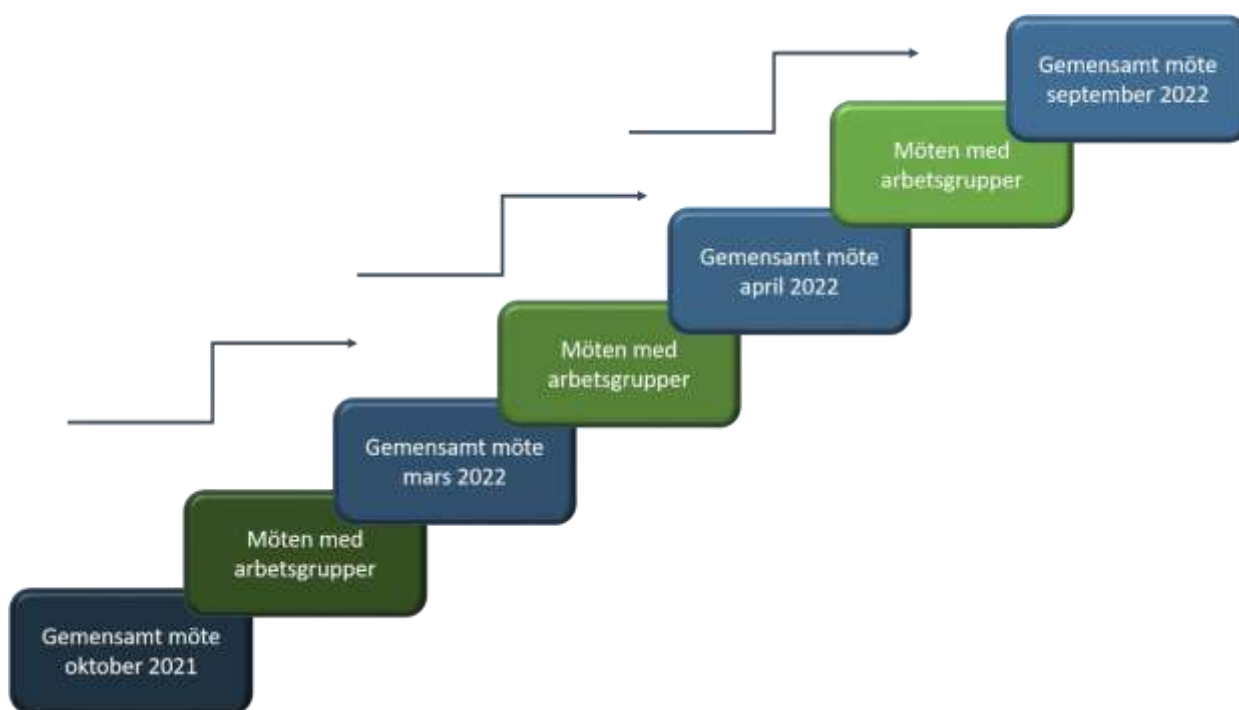 Gemensamt möte
september 2022
Möten med
arbetsgrupper
Gemensamt möte
april 2022
Möten med
arbetsgrupper
Gemensamt möte
mars 2022
Möten med
arbetsgrupper
Gemensamt möte
oktober 2021